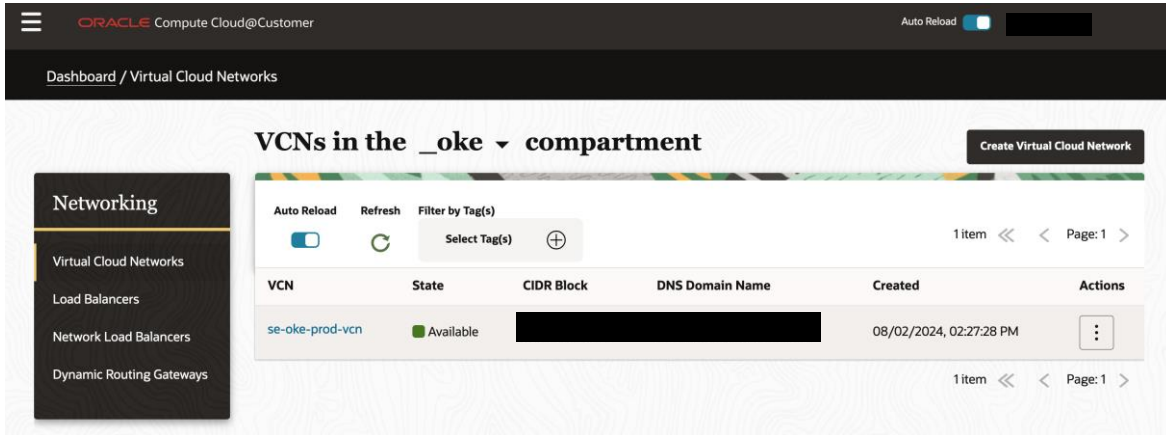 ORACLE Compute Cloud@Customer
Auto Reload
Dashboard / Virtual Cloud Networks
VCNs in the _oke compartment
Create Virtual Cloud Network
Networking
Virtual Cloud Networks
Load Balancers
Network Load Balancers
Dynamic Routing Gateways
Auto Reload Refresh Filter by Tag(s)
Select Tag(s)
1 item Page: 1
VCN State CIDR Block DNS Domain Name Created Actions
se-oke-prod-vcn Available 08/02/2024, 02:27:28 PM
1 item Page: 1